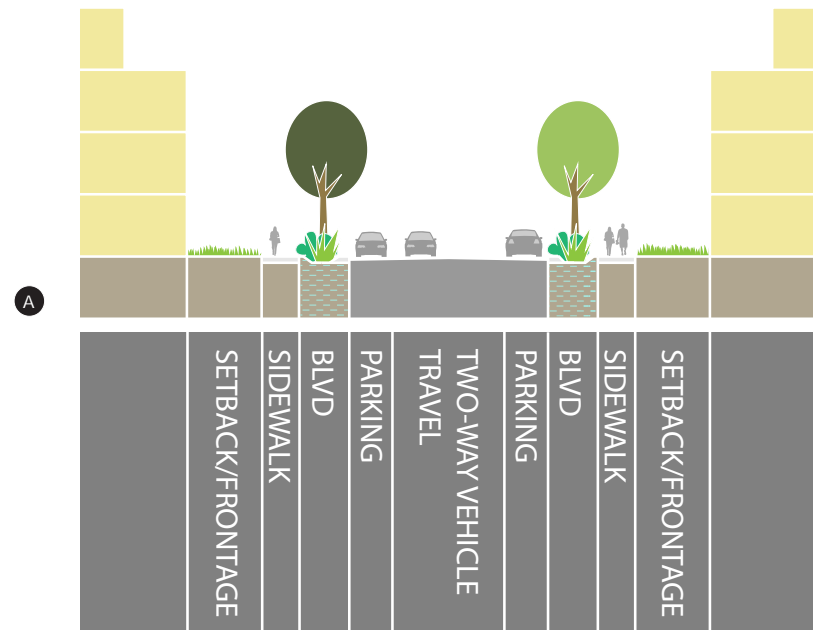 A
SETBACK/FRONTAGE
SIDEWALK
BLVD
PARKING
TWO-WAY VEHICLE
TRAVEL
PARKING
BLVD
SIDEWALK
SETBACK/FRONTAGE